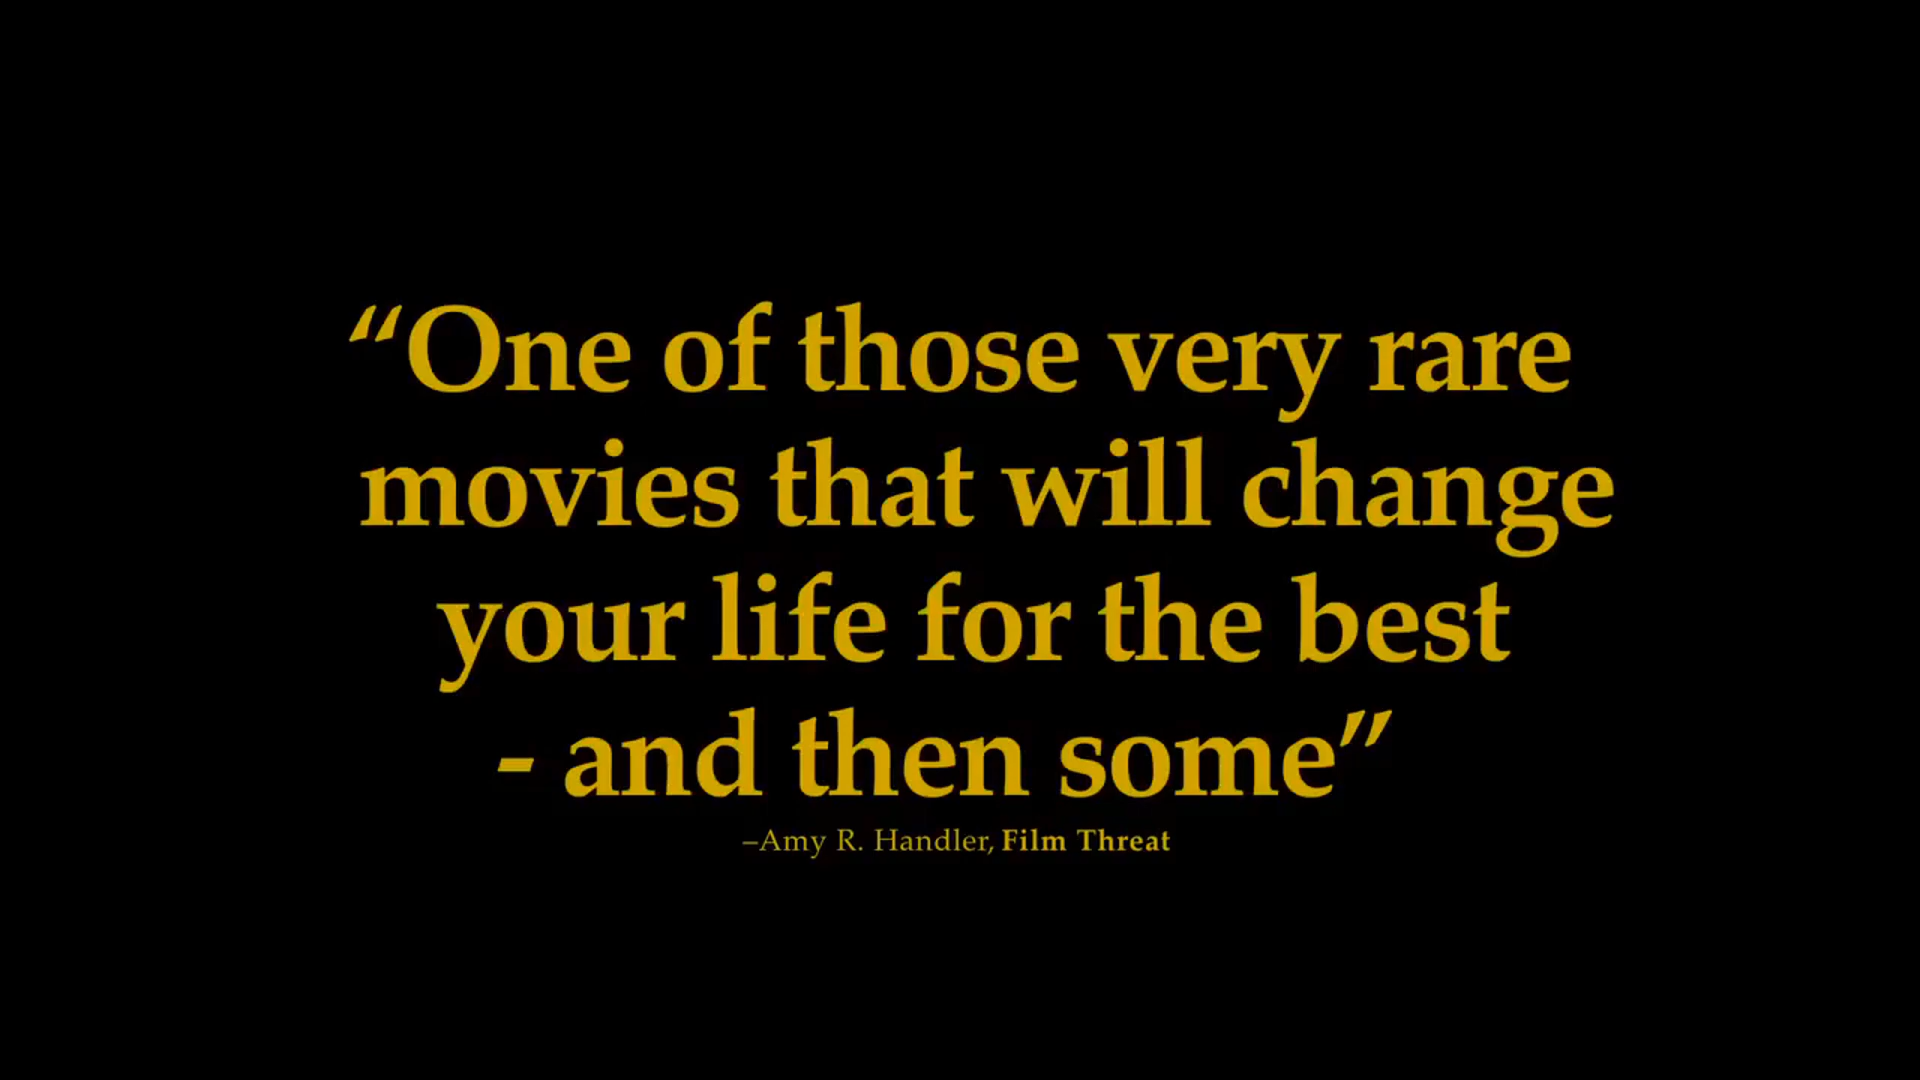 “One of those very rare
movies that will change
your life for the best
- and then some”
–Amy R. Handler, Film Threat